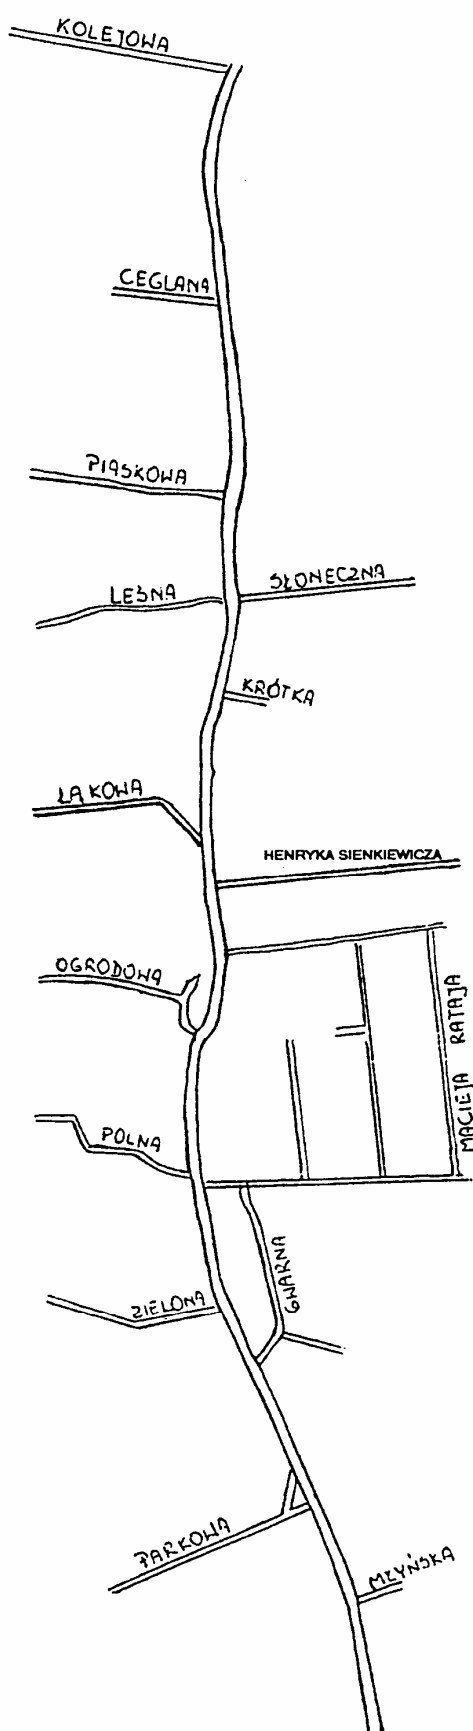 KOLEJOWA
CEGLANA
PIASKOWA
LEŚNA
SŁONECZNA
KRÓTKA
ŁĄKOWA
HENRYKA SIENKIEWICZA
OGRODOWA
MACIEJA RATAJA
POLNA
GWARNA
ZIELONA
PARKOWA
MŁYŃSKA